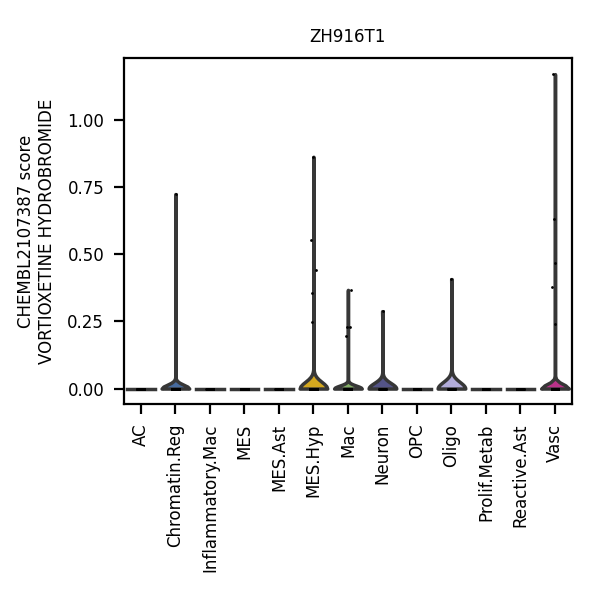 ZH916T1
CHEMBL2107387 score
VORTIOXETINE HYDROBROMIDE
1.00
0.75
0.50
0.25
0.00
AC
Chromatin.Reg
Inflammatory.Mac
MES
MES.Ast
MES.Hyp
Mac
Neuron
OPC
Oligo
Prolif.Metab
Reactive.Ast
Vasc